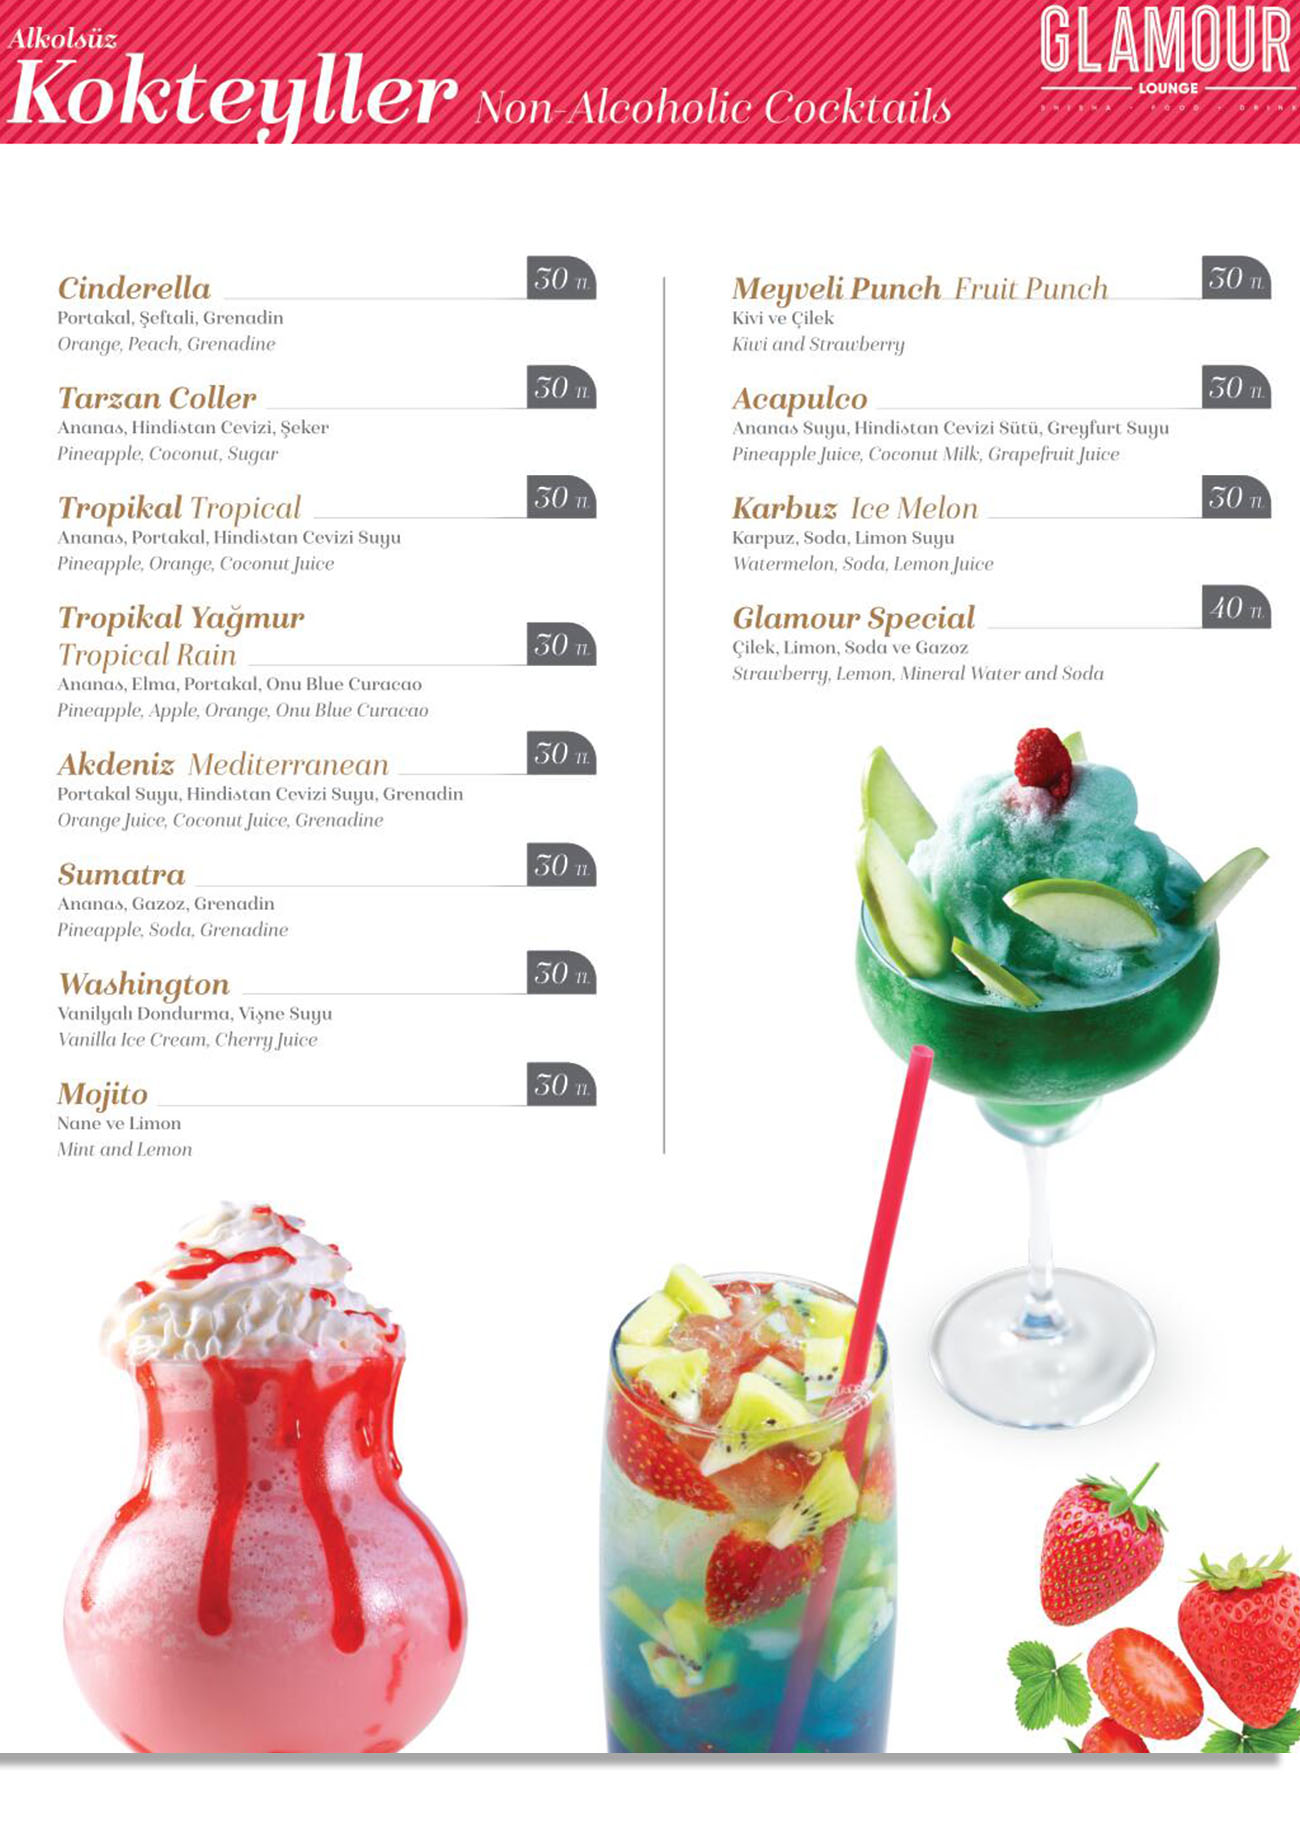 Alkolsüz
Kokteyller Non-Alcoholic Cocktails
GLAMOUR
LOUNGE
SHISHA - FOOD - DRINK
Cinderella 30 TL
Portakal, Şeftali, Grenadin
Orange, Peach, Grenadine
Tarzan Coller 30 TL
Ananas, Hindistan Cevizi, Şeker
Pineapple, Coconut, Sugar
Tropikal Tropical 30 TL
Ananas, Portakal, Hindistan Cevizi Suyu
Pineapple, Orange, Coconut Juice
Tropikal Yağmur
Tropical Rain 30 TL
Ananas, Elma, Portakal, Onu Blue Curacao
Pineapple, Apple, Orange, Onu Blue Curacao
Akdeniz Mediterranean 30 TL
Portakal Suyu, Hindistan Cevizi Suyu, Grenadin
Orange Juice, Coconut Juice, Grenadine
Sumatra 30 TL
Ananas, Gazoz, Grenadin
Pineapple, Soda, Grenadine
Washington 30 TL
Vanilyalı Dondurma, Vişne Suyu
Vanilla Ice Cream, Cherry Juice
Mojito 30 TL
Nane ve Limon
Mint and Lemon
Meyveli Punch Fruit Punch 30 TL
Kivi ve Çilek
Kiwi and Strawberry
Acapulco 30 TL
Ananas Suyu, Hindistan Cevizi Sütü, Greyfurt Suyu
Pineapple Juice, Coconut Milk, Grapefruit Juice
Karbuz Ice Melon 30 TL
Karpuz, Soda, Limon Suyu
Watermelon, Soda, Lemon Juice
Glamour Special 40 TL
Çilek, Limon, Soda ve Gazoz
Strawberry, Lemon, Mineral Water and Soda